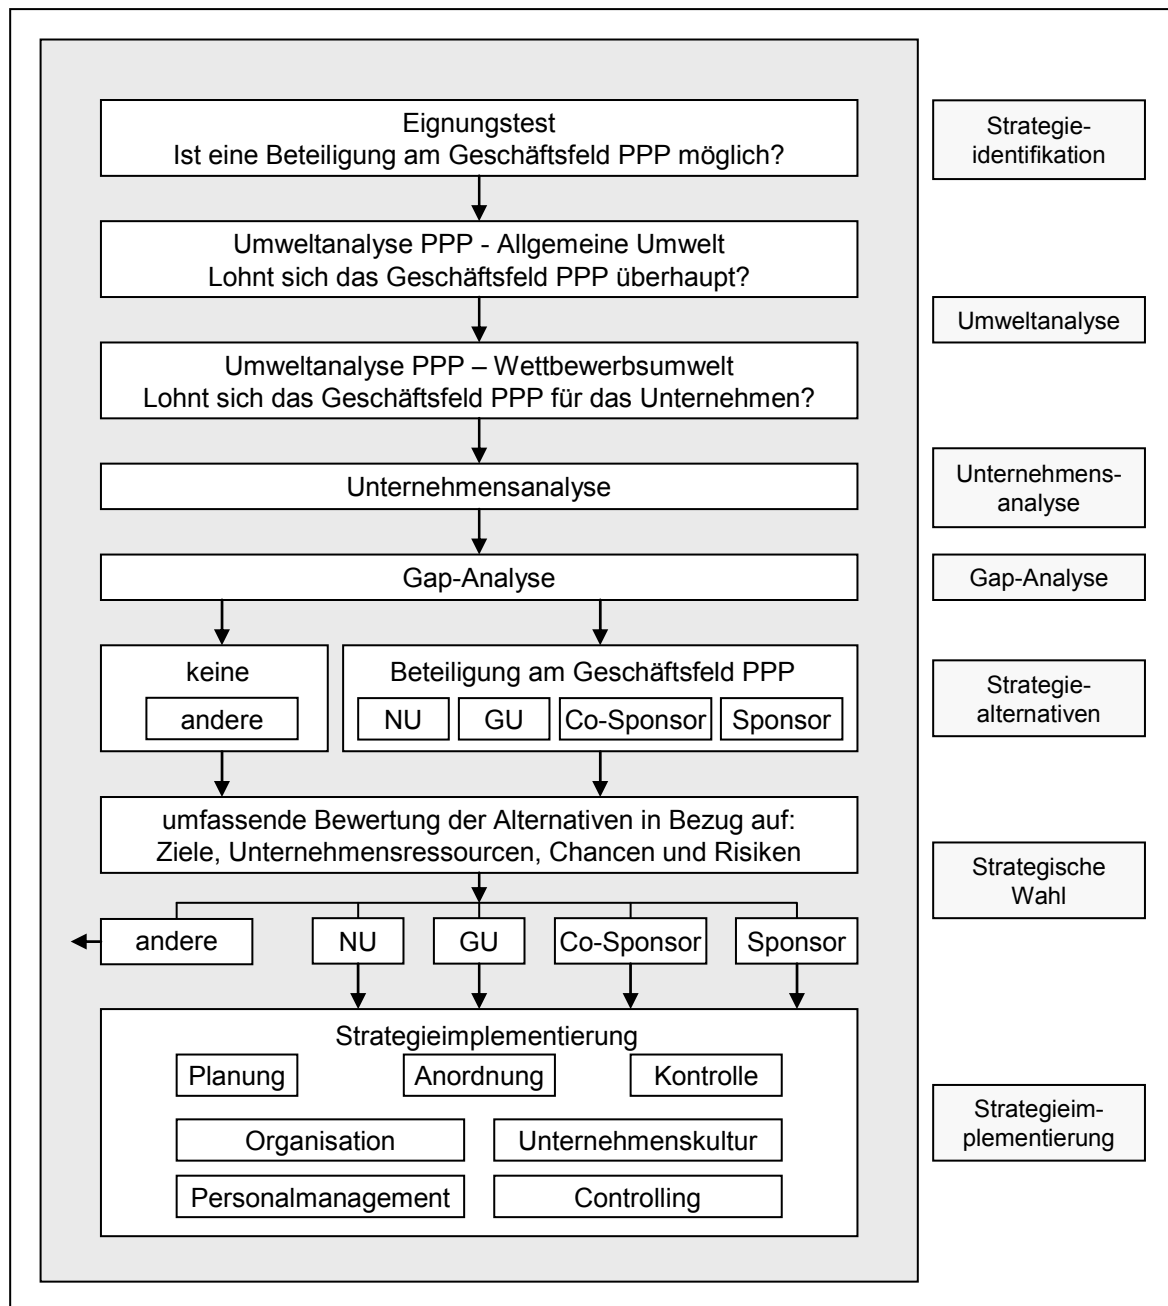 Eignungstest
Ist eine Beteiligung am Geschäftsfeld PPP möglich?
Strategie-
identifikation
Umweltanalyse PPP - Allgemeine Umwelt
Lohnt sich das Geschäftsfeld PPP überhaupt?
Umweltanalyse
Umweltanalyse PPP – Wettbewerbsumwelt
Lohnt sich das Geschäftsfeld PPP für das Unternehmen?
Unternehmensanalyse
Unternehmens-
analyse
Gap-Analyse
Gap-Analyse
keine
andere
Beteiligung am Geschäftsfeld PPP
NU GU Co-Sponsor Sponsor
Strategie-
alternativen
umfassende Bewertung der Alternativen in Bezug auf:
Ziele, Unternehmensressourcen, Chancen und Risiken
Strategische
Wahl
andere NU GU Co-Sponsor Sponsor
Strategieimplementierung
Planung Anordnung Kontrolle
Organisation Unternehmenskultur
Personalmanagement Controlling
Strategieim-
plementierung